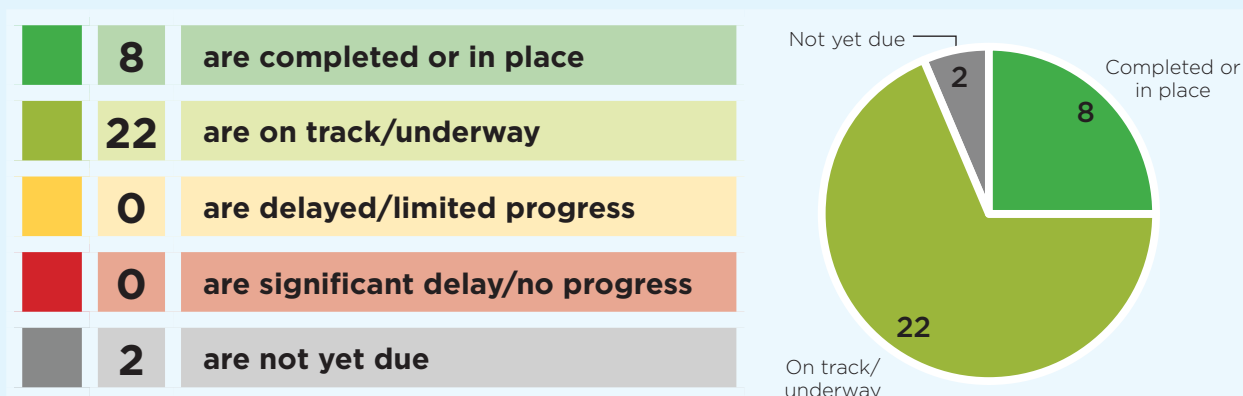 8 are completed or in place
22 are on track/underway
0 are delayed/limited progress
0 are significant delay/no progress
2 are not yet due
Not yet due
2
Completed or
in place
8
22
On track/
underway